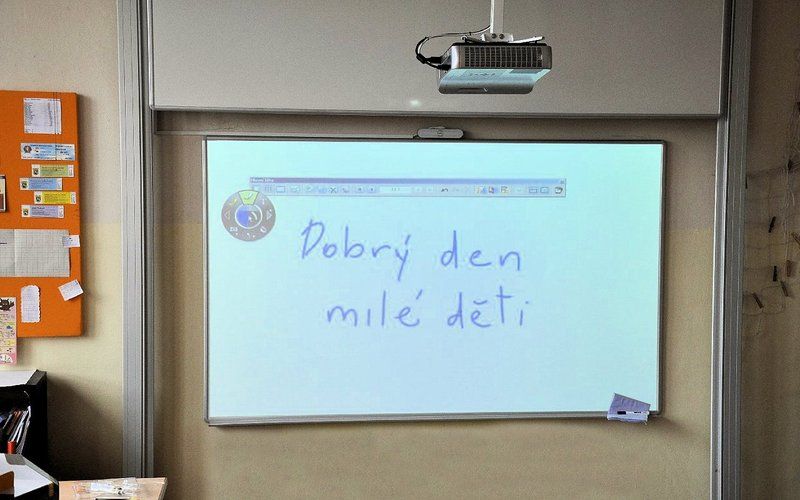 Dobrý den
milé děti